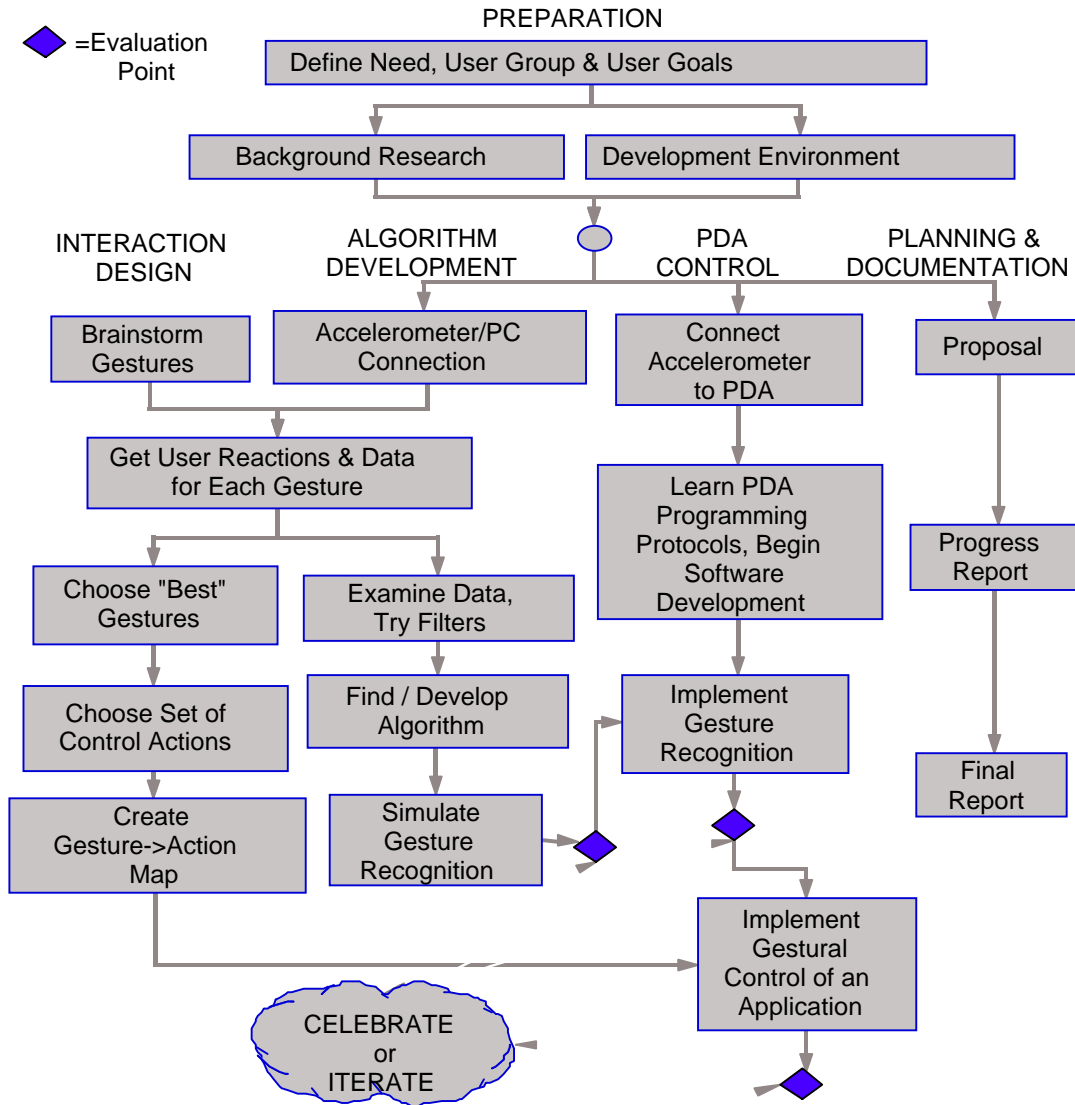 PREPARATION
=Evaluation
Point
Define Need, User Group & User Goals
Background Research
Development Environment
INTERACTION
DESIGN
ALGORITHM
DEVELOPMENT
PDA
CONTROL
PLANNING &
DOCUMENTATION
Brainstorm
Gestures
Accelerometer/PC
Connection
Connect
Accelerometer
to PDA
Proposal
Get User Reactions & Data
for Each Gesture
Learn PDA
Programming
Protocols, Begin
Software
Development
Progress
Report
Choose "Best"
Gestures
Examine Data,
Try Filters
Choose Set of
Control Actions
Find / Develop
Algorithm
Implement
Gesture
Recognition
Final
Report
Create
Gesture->Action
Map
Simulate
Gesture
Recognition
Implement
Gestural
Control of an
Application
CELEBRATE
or
ITERATE